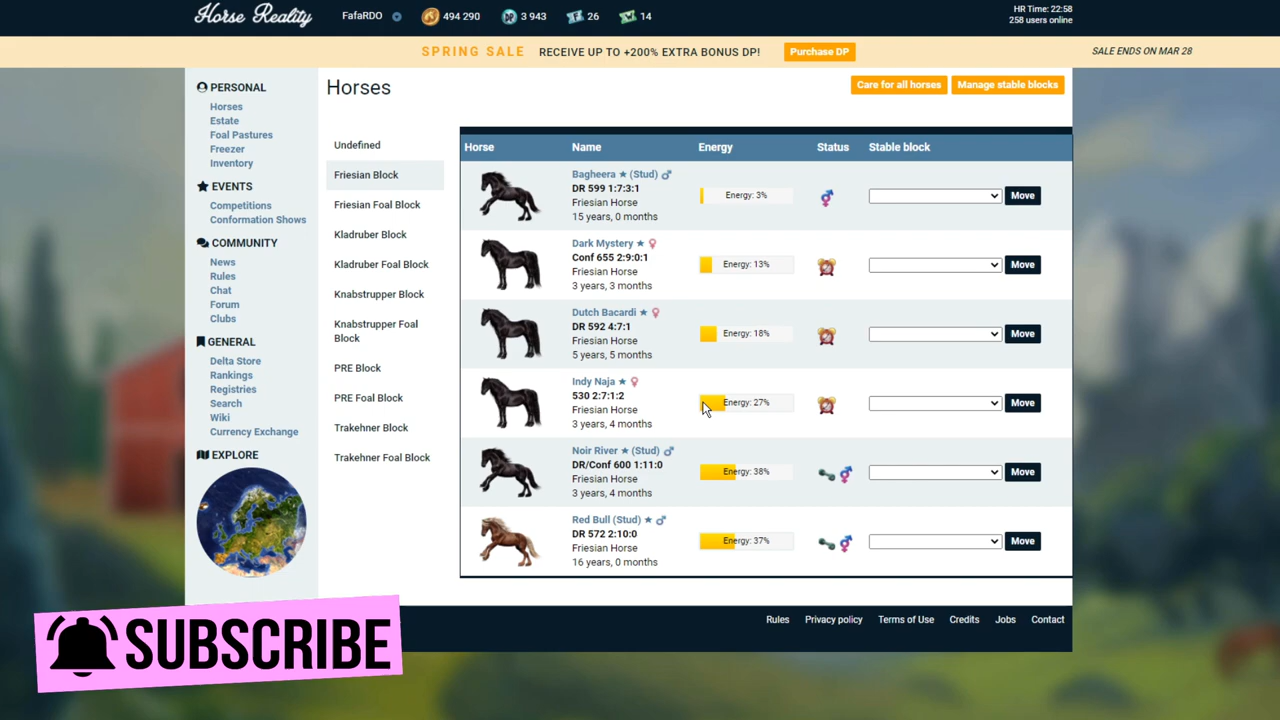 Horse Reality
FafaRDO
494 290
3 943
26
14
HR Time: 22:58
258 users online
SPRING SALE RECEIVE UP TO +200% EXTRA BONUS DP! Purchase DP
SALE ENDS ON MAR 28
PERSONAL
Horses
Estate
Foal Pastures
Freezer
Inventory
EVENTS
Competitions
Conformation Shows
COMMUNITY
News
Rules
Chat
Forum
Clubs
GENERAL
Delta Store
Rankings
Registries
Search
Wiki
Currency Exchange
EXPLORE
Horses
Care for all horses
Manage stable blocks
Undefined
Friesian Block
Friesian Foal Block
Kladruber Block
Kladruber Foal Block
Knabstrupper Block
Knabstrupper Foal
Block
PRE Block
PRE Foal Block
Trakehner Block
Trakehner Foal Block
Horse Name Energy Status Stable block
Bagheera ★ (Stud) ♂
DR 599 1:7:3:1
Friesian Horse
15 years, 0 months
Energy: 3%
Move
Dark Mystery ★ ♀
Conf 655 2:9:0:1
Friesian Horse
3 years, 3 months
Energy: 13%
Move
Dutch Bacardi ★ ♀
DR 592 4:7:1
Friesian Horse
5 years, 5 months
Energy: 18%
Move
Indy Naja ★ ♀
530 2:7:1:2
Friesian Horse
3 years, 4 months
Energy: 27%
Move
Noir River ★ (Stud) ♂
DR/Conf 600 1:11:0
Friesian Horse
3 years, 4 months
Energy: 38%
Move
Red Bull (Stud) ★ ♂
DR 572 2:10:0
Friesian Horse
16 years, 0 months
Energy: 37%
Move
Rules Privacy policy Terms of Use Credits Jobs Contact
SUBSCRIBE